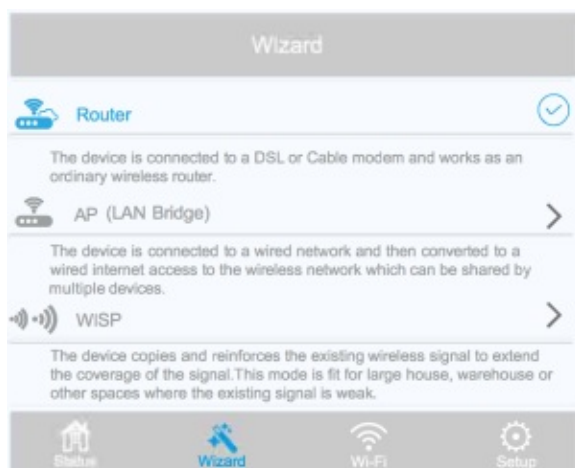 Wizard
Router
The device is connected to a DSL or Cable modem and works as an
ordinary wireless router.
AP (LAN Bridge)
The device is connected to a wired network and then converted to a
wired internet access to the wireless network which can be shared by
multiple devices.
WISP
The device copies and reinforces the existing wireless signal to extend
the coverage of the signal.This mode is fit for large house, warehouse or
other spaces where the existing signal is weak.
Status
Wizard
Wi-Fi
Setup